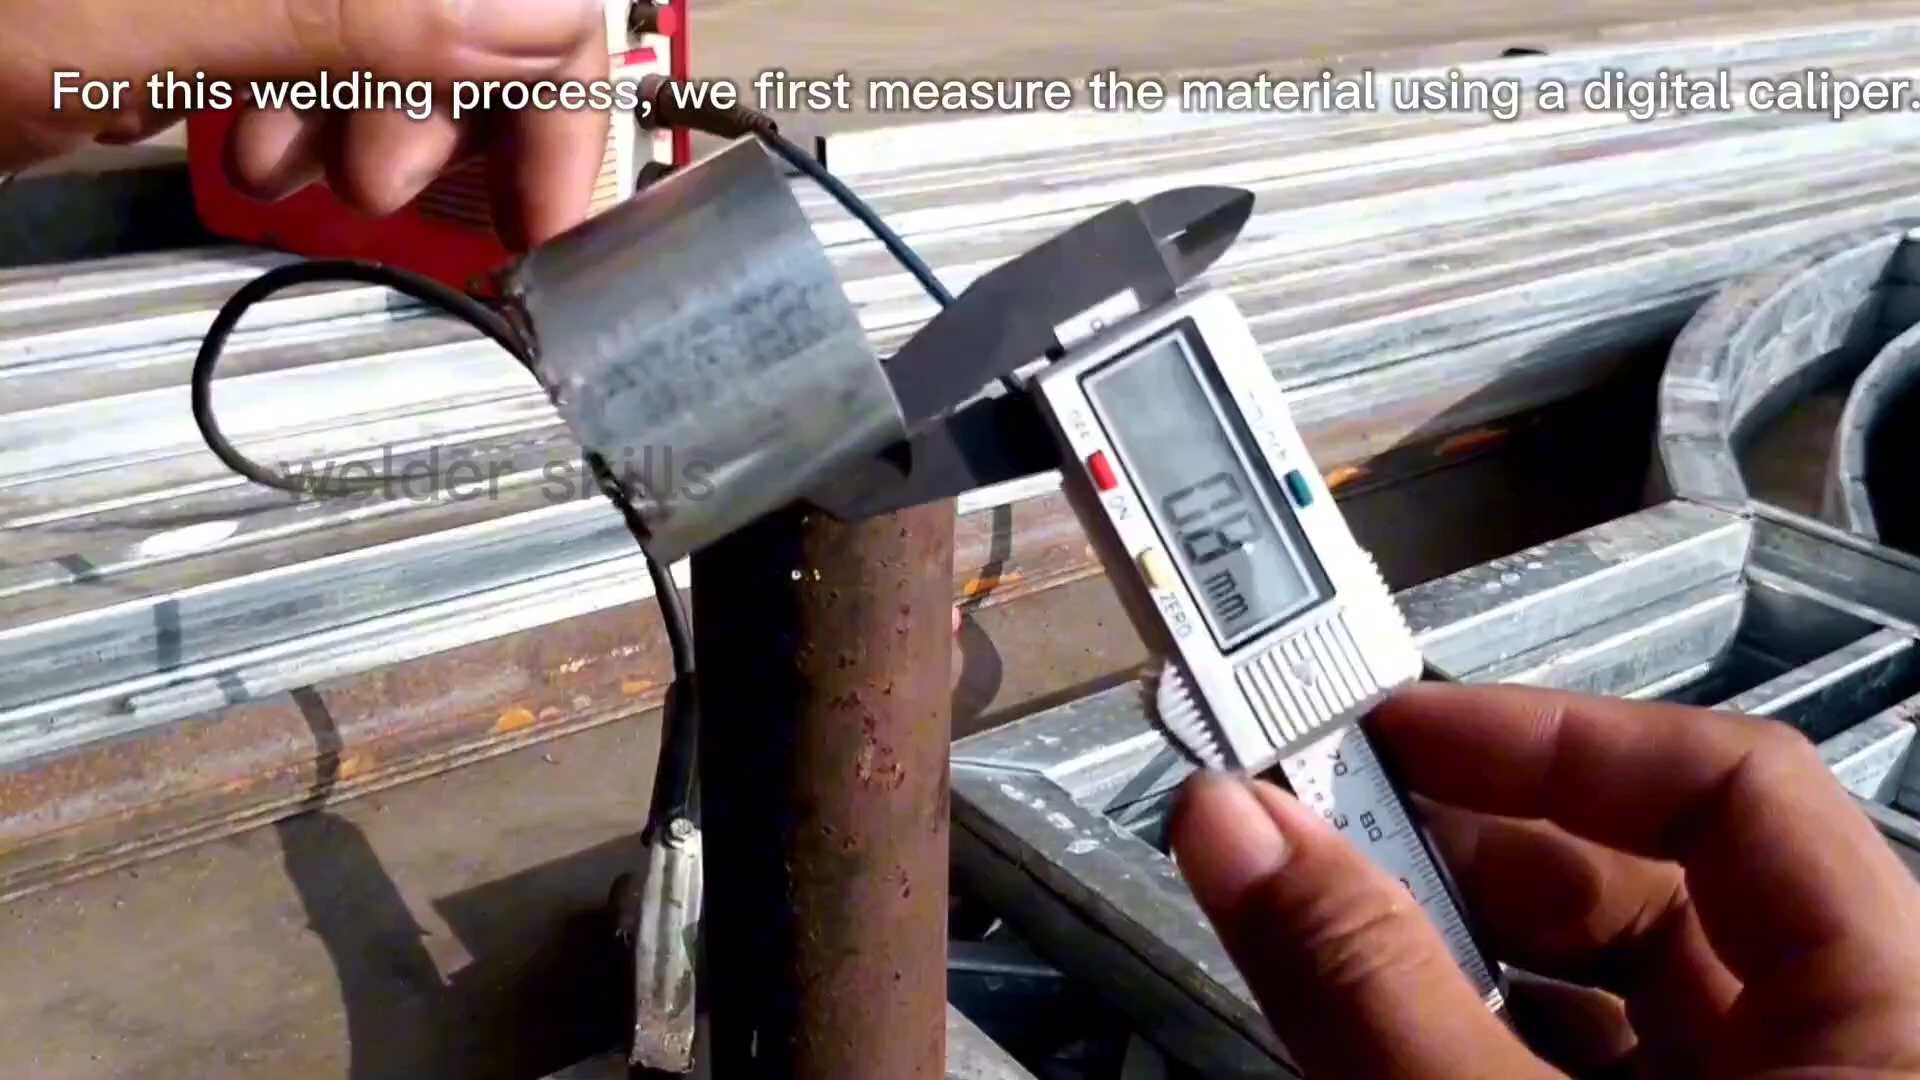 For this welding process, we first measure the material using a digital caliper.
welder skills
OFF
ON
ZERO
0.8
mm
70
80